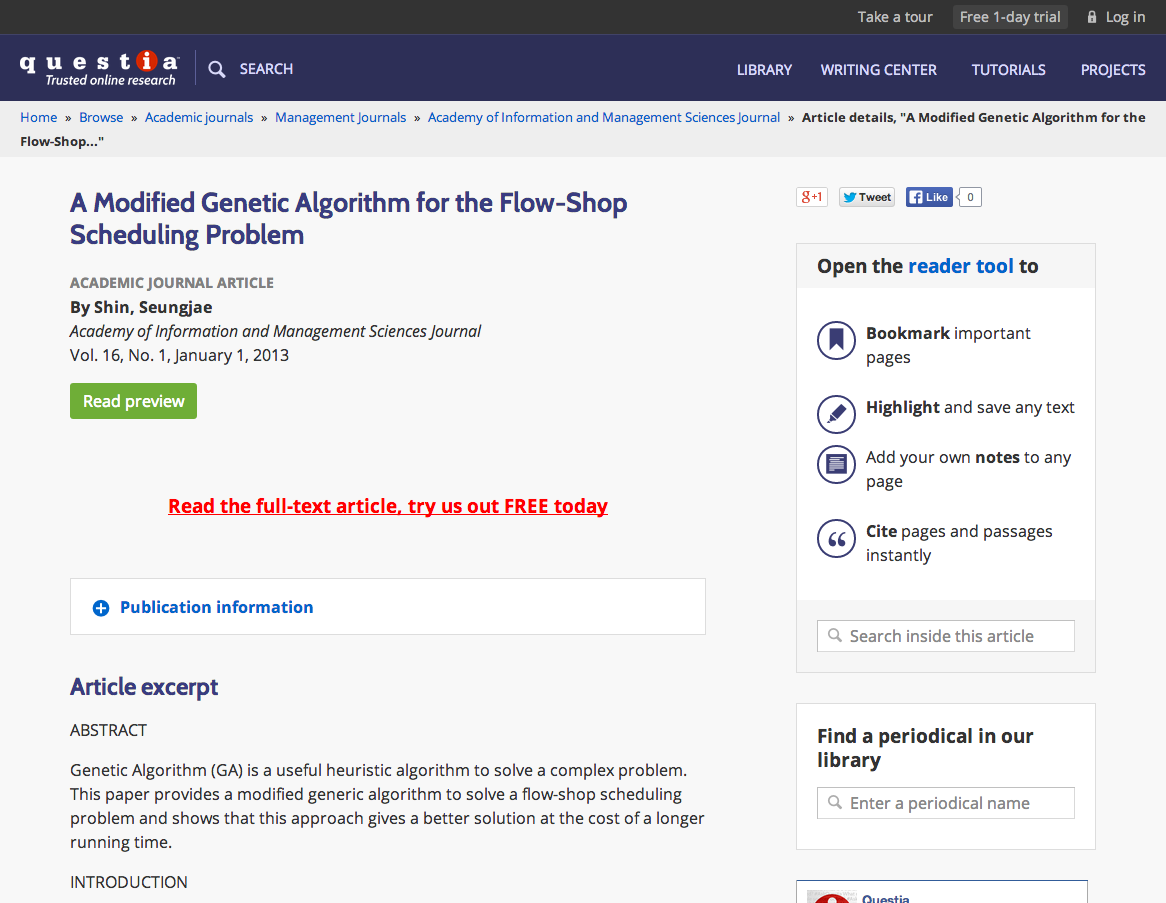 Take a tour
Free 1-day trial
Log in
questia
Trusted online research
SEARCH
LIBRARY
WRITING CENTER
TUTORIALS
PROJECTS
Home » Browse » Academic journals » Management Journals » Academy of Information and Management Sciences Journal » Article details, "A Modified Genetic Algorithm for the
Flow-Shop..."
A Modified Genetic Algorithm for the Flow-Shop
Scheduling Problem
ACADEMIC JOURNAL ARTICLE
By Shin, Seungjae
Academy of Information and Management Sciences Journal
Vol. 16, No. 1, January 1, 2013
Read preview
Read the full-text article, try us out FREE today
Publication information
Article excerpt
ABSTRACT
Genetic Algorithm (GA) is a useful heuristic algorithm to solve a complex problem.
This paper provides a modified generic algorithm to solve a flow-shop scheduling
problem and shows that this approach gives a better solution at the cost of a longer
running time.
INTRODUCTION
g+1
Tweet
Like
0
Open the reader tool to
Bookmark important
pages
Highlight and save any text
Add your own notes to any
page
Cite pages and passages
instantly
Search inside this article
Find a periodical in our
library
Enter a periodical name
Questia